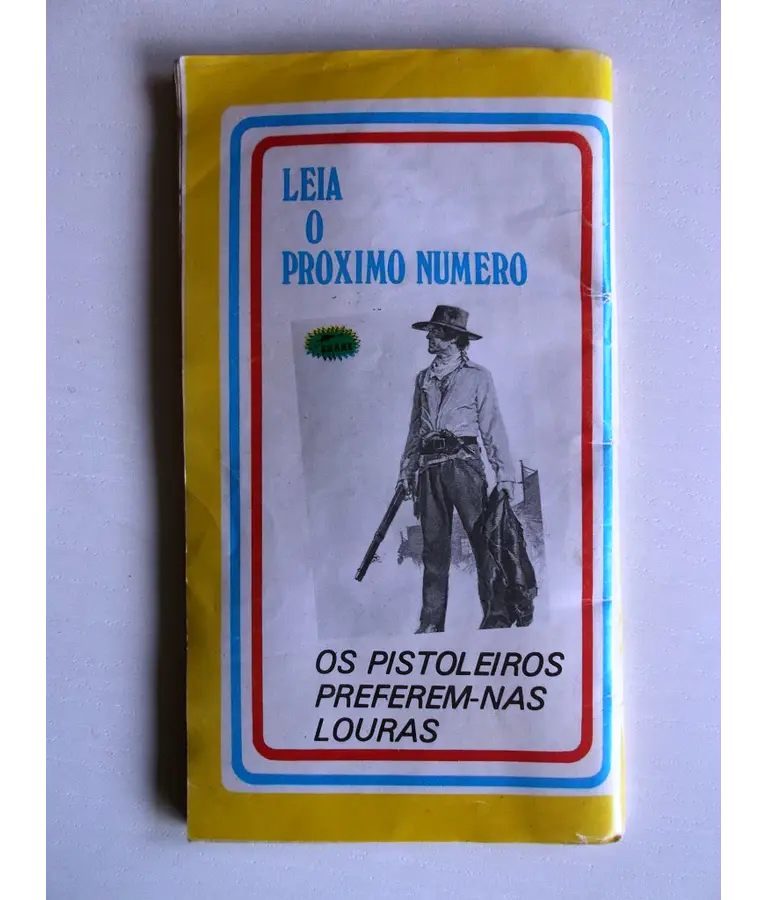 LEIA
O
PROXIMO NUMERO
OS PISTOLEIROS
PREFEREM-NAS
LOURAS